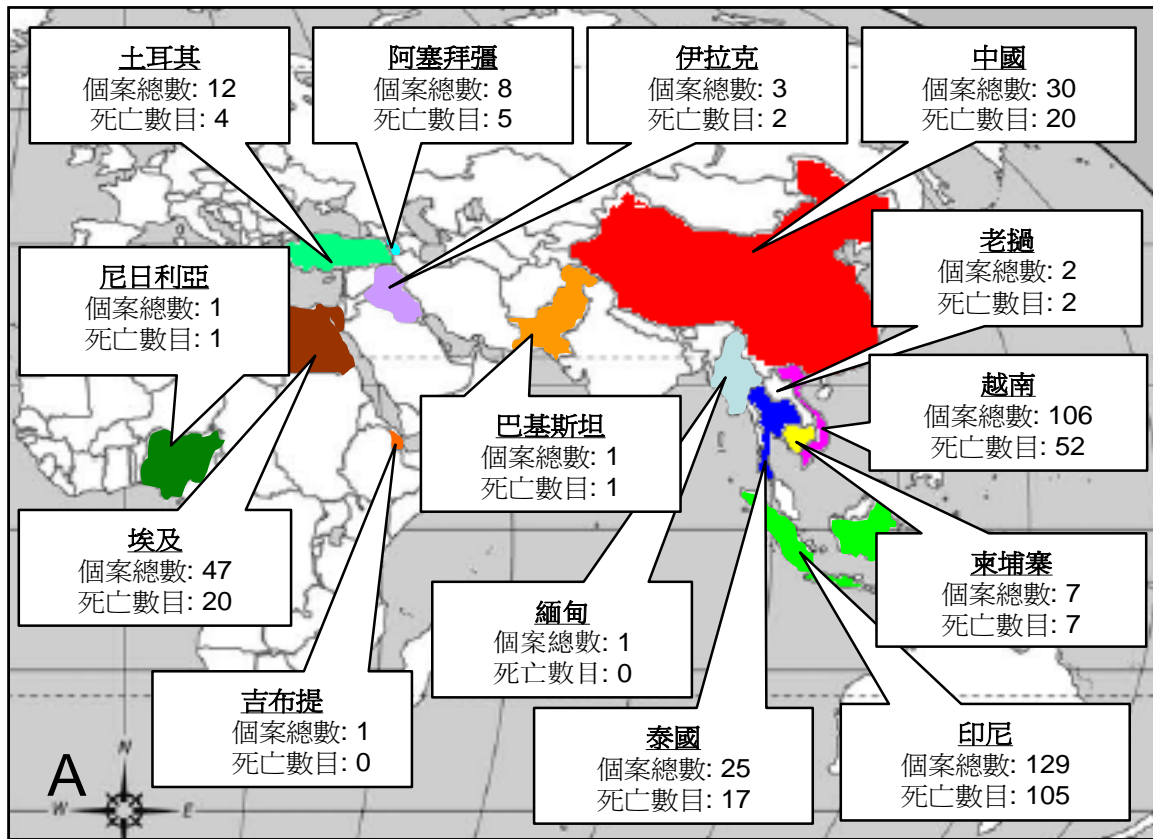 土耳其
個案總數: 12
死亡數目: 4
阿塞拜彊
個案總數: 8
死亡數目: 5
伊拉克
個案總數: 3
死亡數目: 2
中國
個案總數: 30
死亡數目: 20
老撾
個案總數: 2
死亡數目: 2
尼日利亞
個案總數: 1
死亡數目: 1
越南
個案總數: 106
死亡數目: 52
巴基斯坦
個案總數: 1
死亡數目: 1
埃及
個案總數: 47
死亡數目: 20
柬埔寨
個案總數: 7
死亡數目: 7
緬甸
個案總數: 1
死亡數目: 0
吉布提
個案總數: 1
死亡數目: 0
泰國
個案總數: 25
死亡數目: 17
印尼
個案總數: 129
死亡數目: 105
A
N
W
E